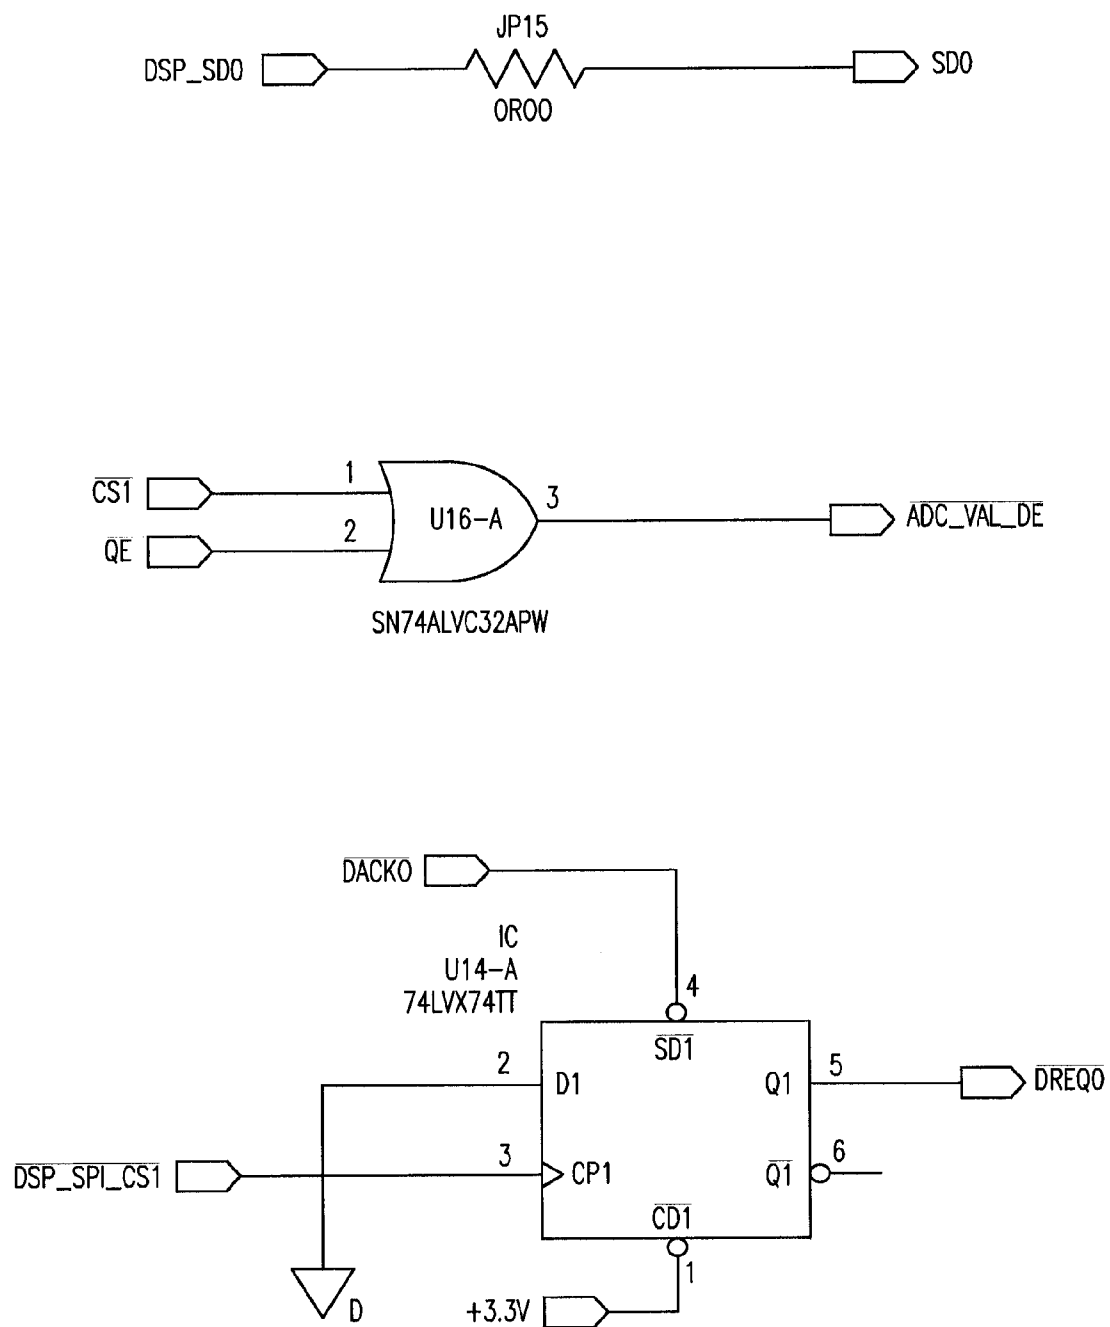 JP15
DSP_SD0
SD0
0R00
CS1
1
U16-A
3
ADC_VAL_DE
QE
2
SN74ALVC32APW
DACK0
IC
U14-A
74LVX74TT
4
SD1
2
D1
Q1
5
DREQ0
DSP_SPI_CS1
3
CP1
Q1
6
CD1
1
D
+3.3V